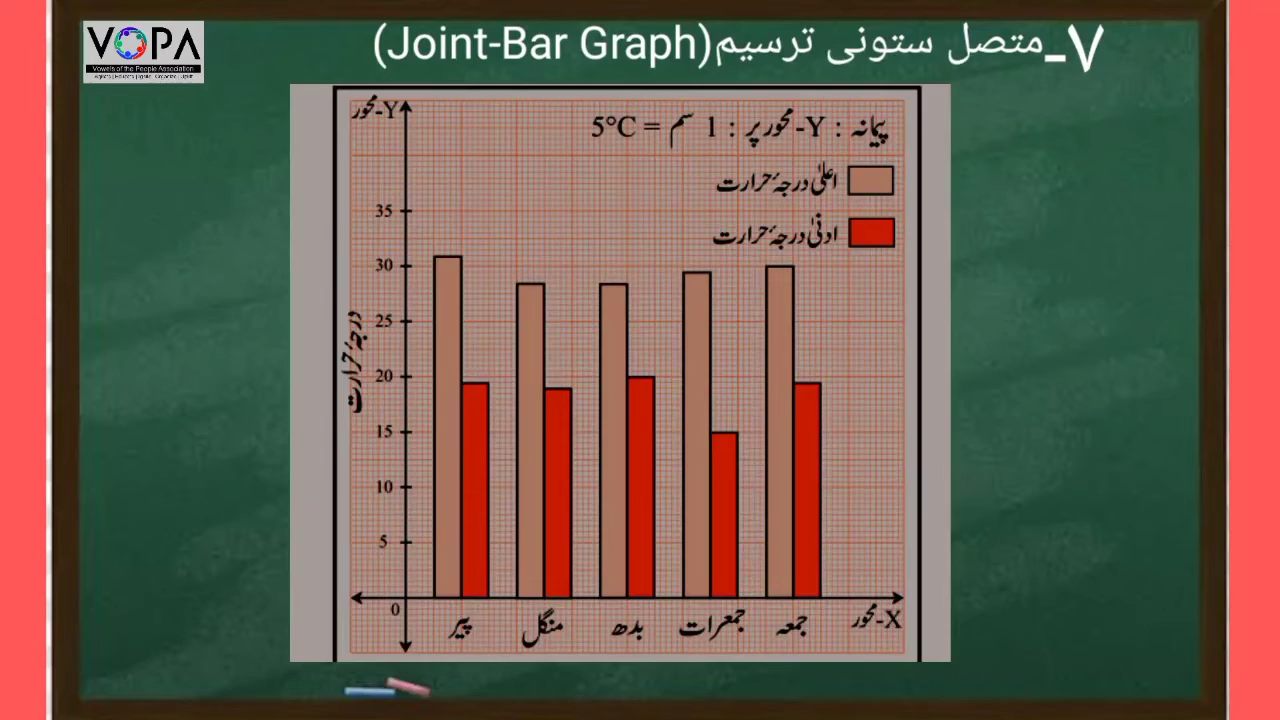 VOPA
Vowels of the People Association
۷۔متصل ستونی ترسیم(Joint-Bar Graph)
Y-محور
پیمانہ : Y-محور پر : 1 سم = 5°C
اعلیٰ درجۂ حرارت
ادنیٰ درجۂ حرارت
درجۂ حرارت
35
30
25
20
15
10
5
0
پیر منگل بدھ جمعرات جمعہ
X-محور